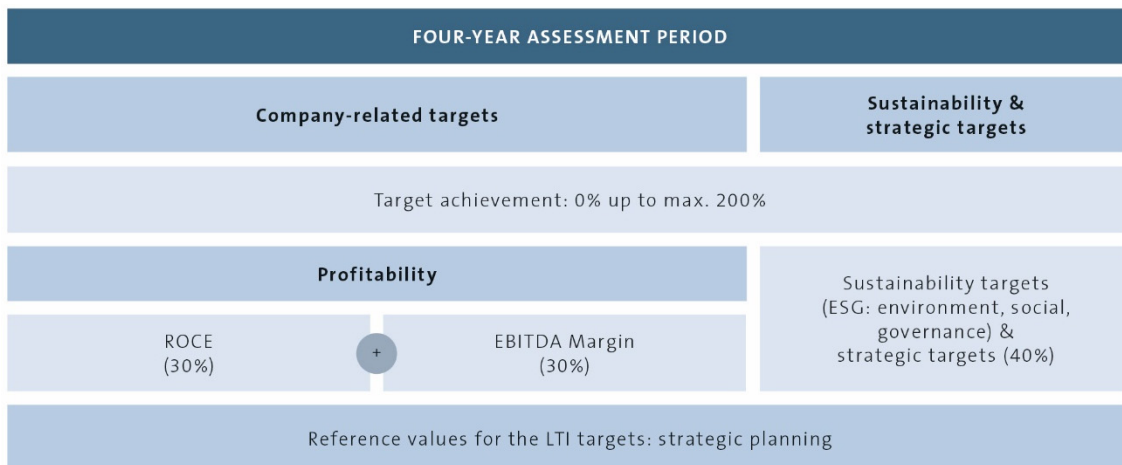 FOUR-YEAR ASSESSMENT PERIOD
Company-related targets
Sustainability &
strategic targets
Target achievement: 0% up to max. 200%
Profitability
ROCE
(30%)
+
EBITDA Margin
(30%)
Sustainability targets
(ESG: environment, social,
governance) &
strategic targets (40%)
Reference values for the LTI targets: strategic planning